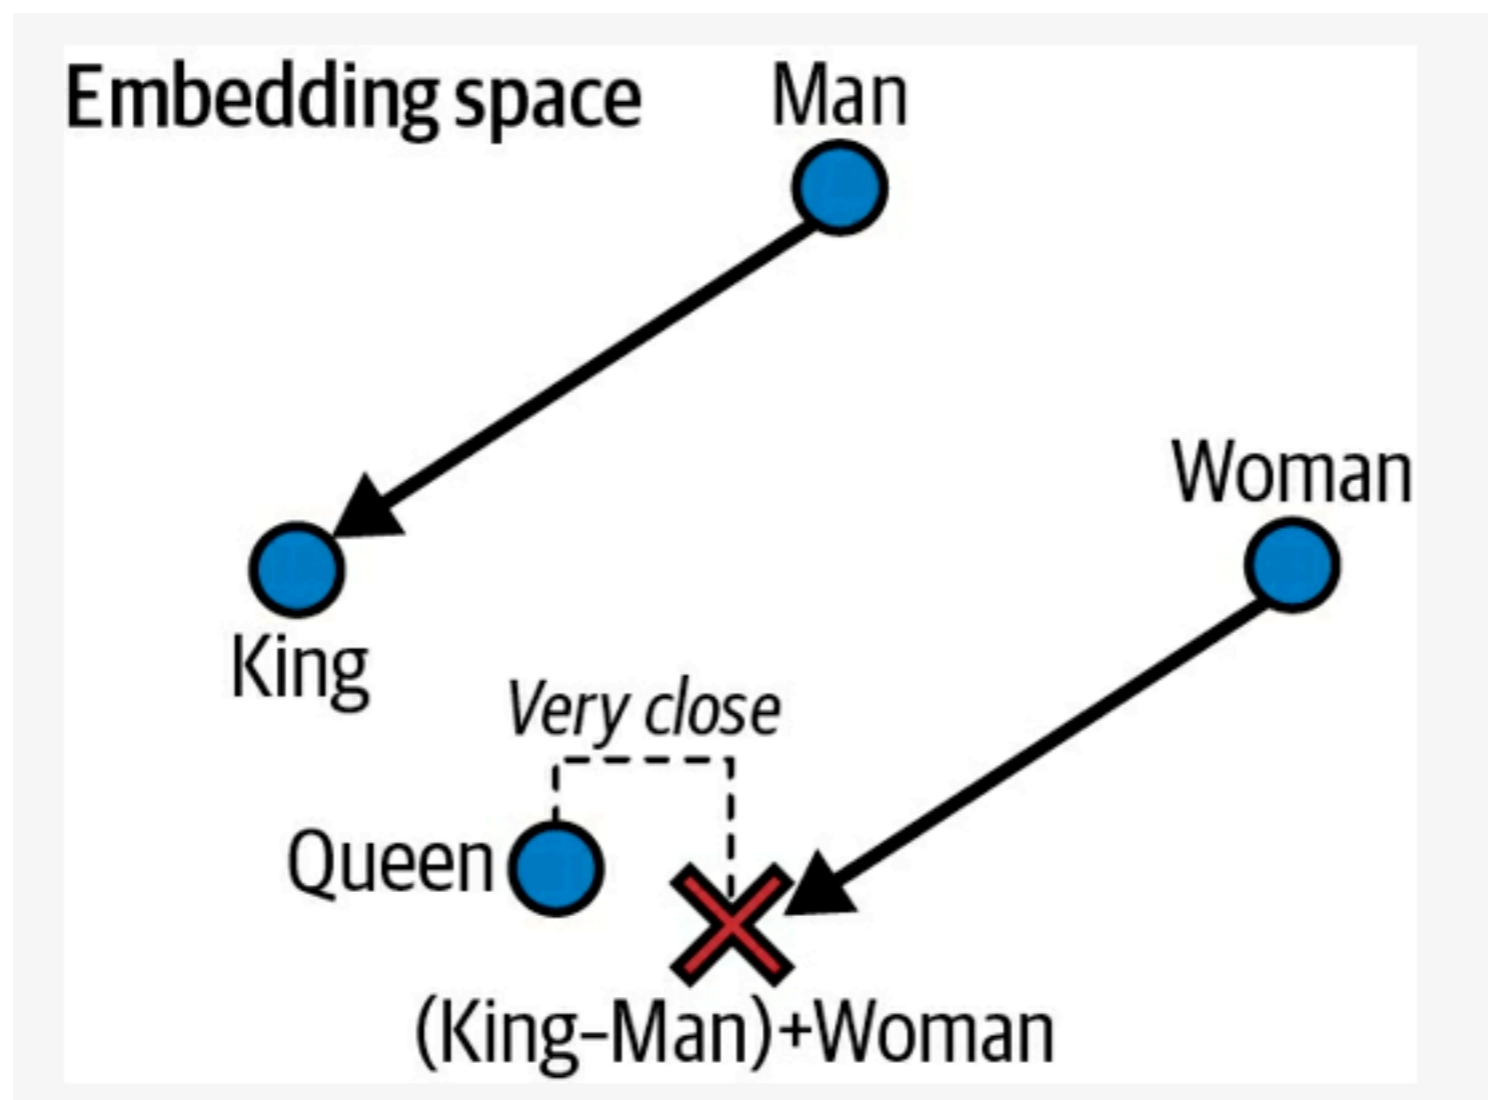 Embedding space
Man
Woman
King
Very close
Queen
(King–Man)+Woman